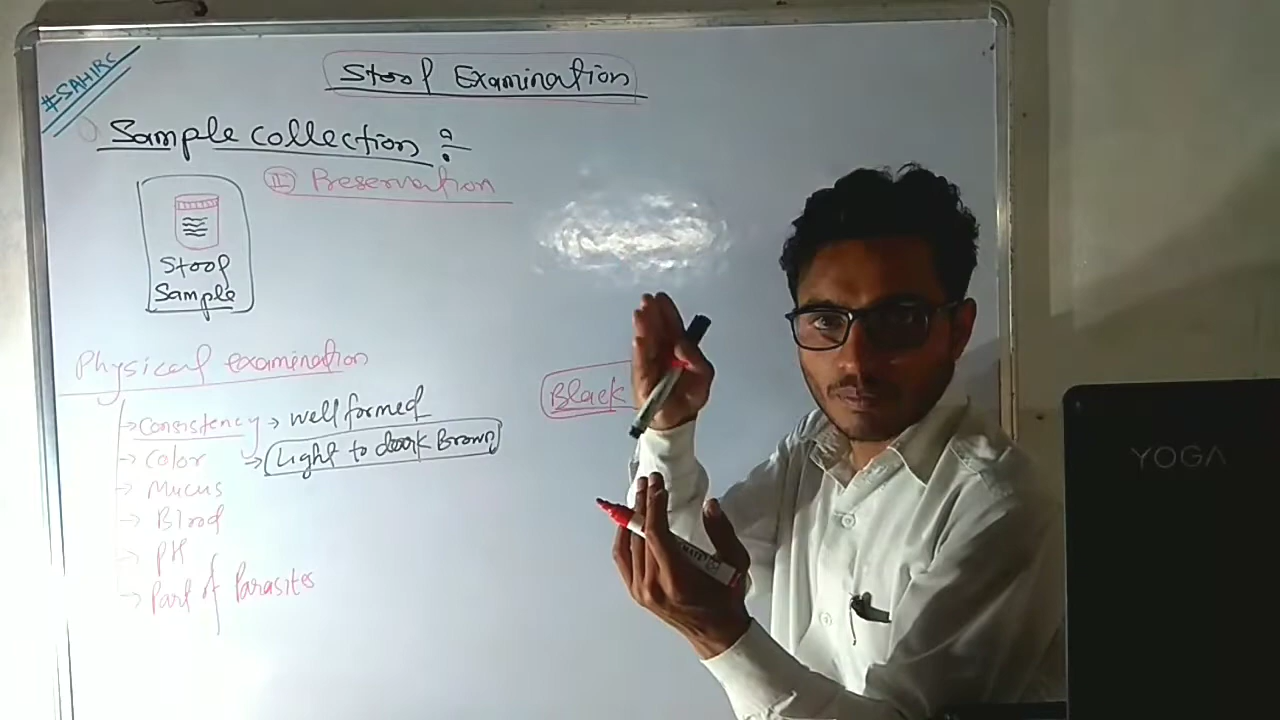 #SAHIRC
Stool Examination
Sample collection :
II Preservation
Stool
Sample
Physical examination
→ Consistency → well formed
→ Color → Light to dark Brown
→ Mucus
→ Blood
→ PH
→ Part of Parasites
Black
YOGA